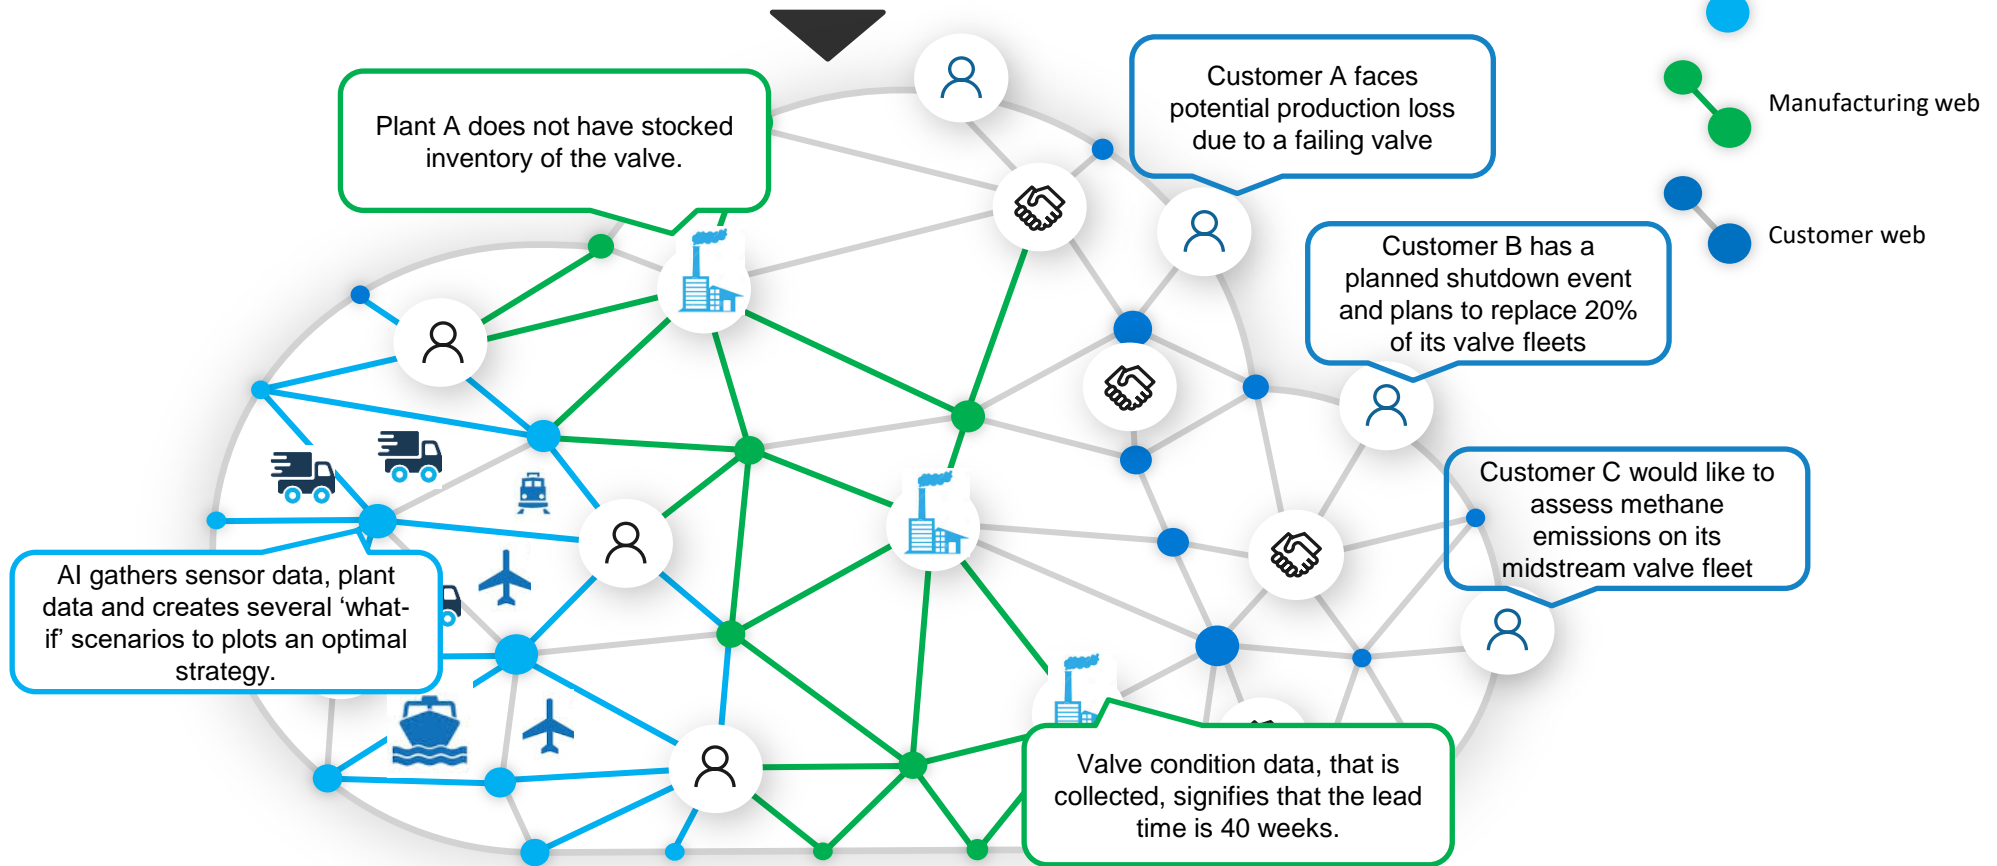 Plant A does not have stocked
inventory of the valve.
Customer A faces
potential production loss
due to a failing valve
Manufacturing web
Customer web
Customer B has a
planned shutdown event
and plans to replace 20%
of its valve fleets
Customer C would like to
assess methane
emissions on its
midstream valve fleet
AI gathers sensor data, plant
data and creates several ‘what-
if’ scenarios to plots an optimal
strategy.
Valve condition data, that is
collected, signifies that the lead
time is 40 weeks.